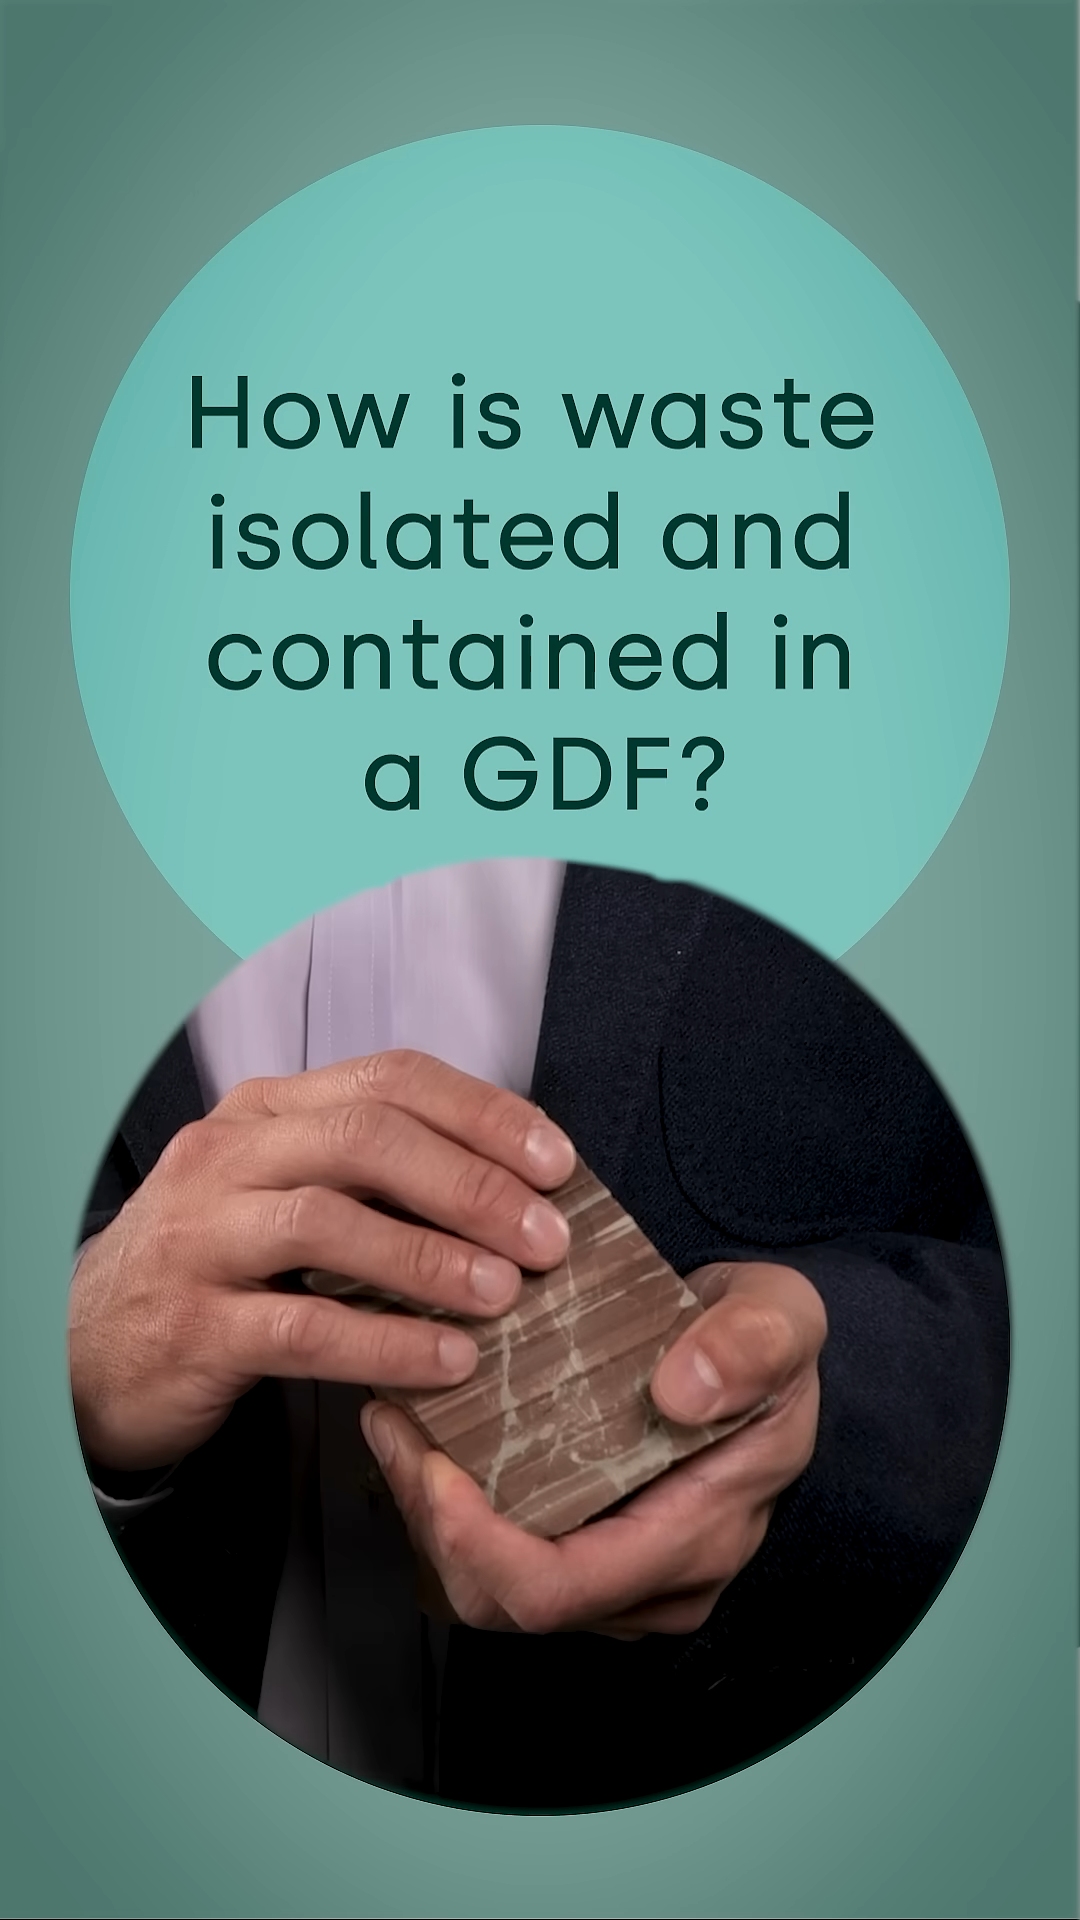 How is waste
isolated and
contained in
a GDF?